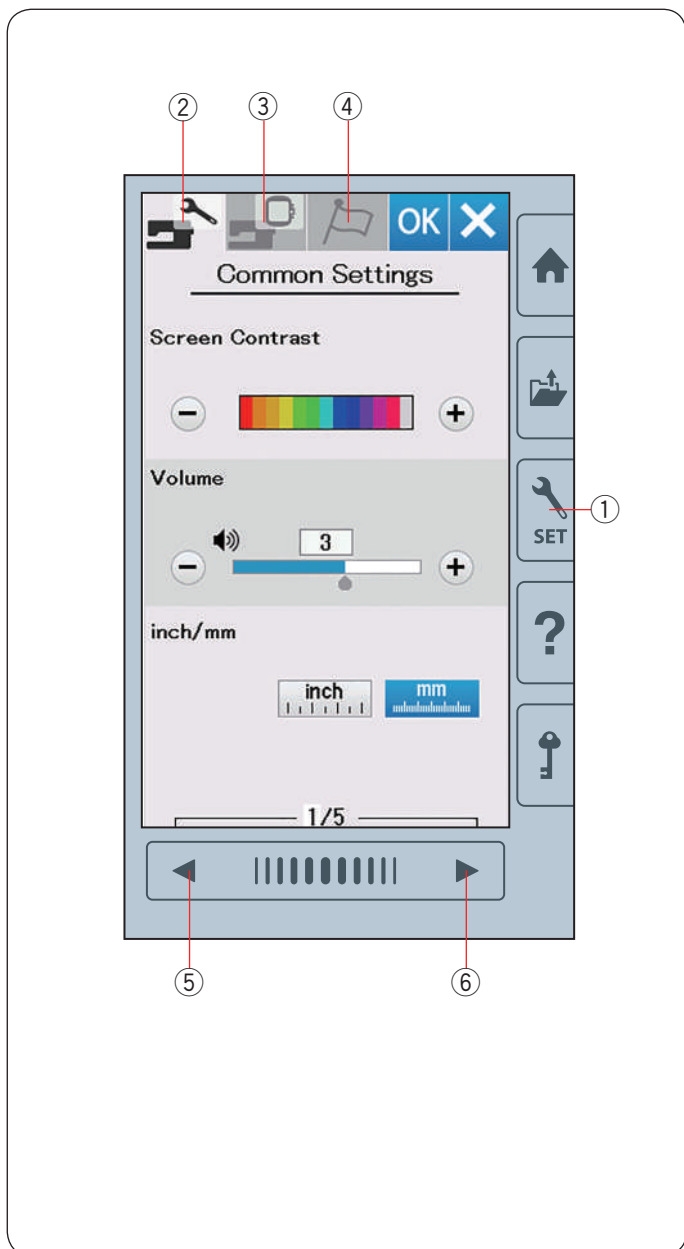 ② ③ ④
OK
Common Settings
Screen Contrast
Volume
3
①
SET
inch/mm
inch mm
?
1/5
⑤ ⑥